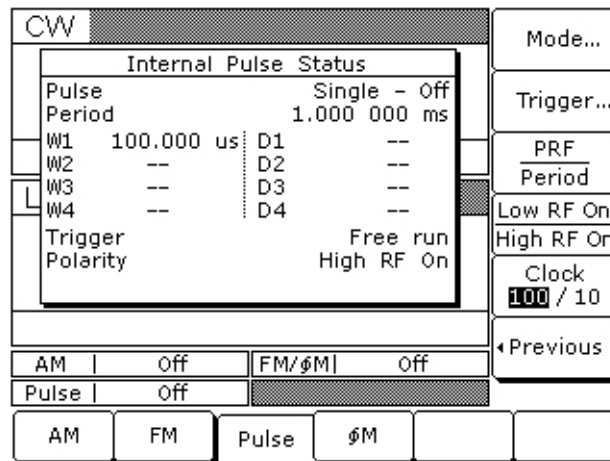 CW
Internal Pulse Status
Pulse Single – Off
Period 1.000 000 ms
W1 100.000 us D1 --
W2 -- D2 --
W3 -- D3 --
W4 -- D4 --
Trigger Free run
Polarity High RF On
L
AM | Off FM/ϕM| Off
Pulse | Off
Mode...
Trigger...
PRF
Period
Low RF On
High RF On
Clock
100 / 10
Previous
AM FM Pulse ϕM